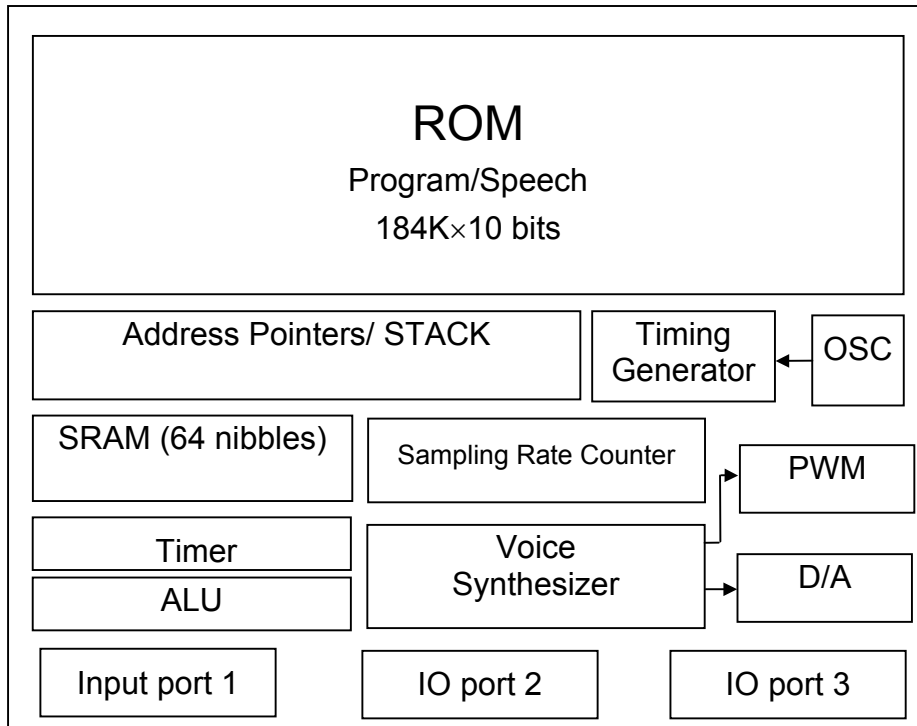 ROM
Program/Speech
184K×10 bits
Address Pointers/ STACK
Timing
Generator
OSC
SRAM (64 nibbles)
Sampling Rate Counter
PWM
Timer
Voice
Synthesizer
D/A
ALU
Input port 1
IO port 2
IO port 3